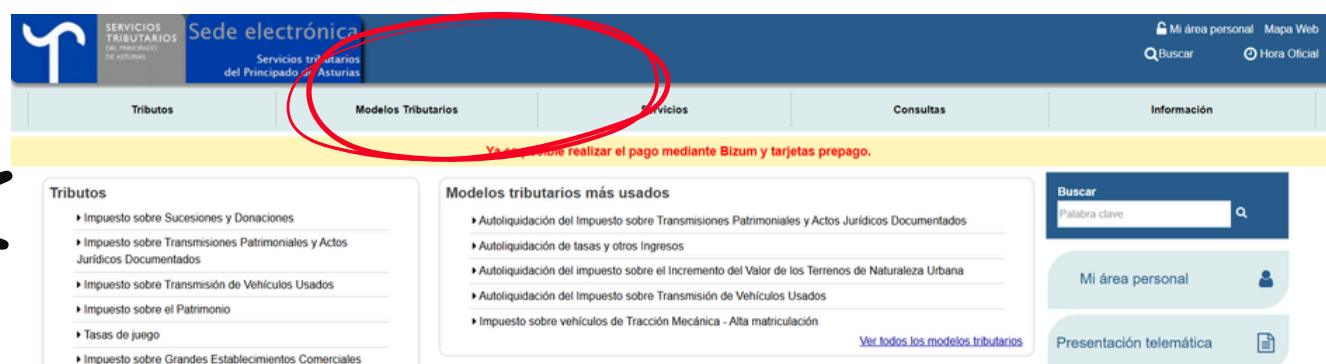 SERVICIOS
TRIBUTARIOS
DEL PRINCIPADO
DE ASTURIAS
Sede electrónica
Servicios tributarios
del Principado de Asturias
Mi área personal Mapa Web
Buscar Hora Oficial
Tributos Modelos Tributarios Servicios Consultas Información
Ya es posible realizar el pago mediante Bizum y tarjetas prepago.
Tributos
Impuesto sobre Sucesiones y Donaciones
Impuesto sobre Transmisiones Patrimoniales y Actos
Jurídicos Documentados
Impuesto sobre Transmisión de Vehículos Usados
Impuesto sobre el Patrimonio
Tasas de juego
Impuesto sobre Grandes Establecimientos Comerciales
Modelos tributarios más usados
Autoliquidación del Impuesto sobre Transmisiones Patrimoniales y Actos Jurídicos Documentados
Autoliquidación de tasas y otros Ingresos
Autoliquidación del impuesto sobre el Incremento del Valor de los Terrenos de Naturaleza Urbana
Autoliquidación del Impuesto sobre Transmisión de Vehículos Usados
Impuesto sobre vehículos de Tracción Mecánica - Alta matriculación
Ver todos los modelos tributarios
Buscar
Palabra clave
Mi área personal
Presentación telemática